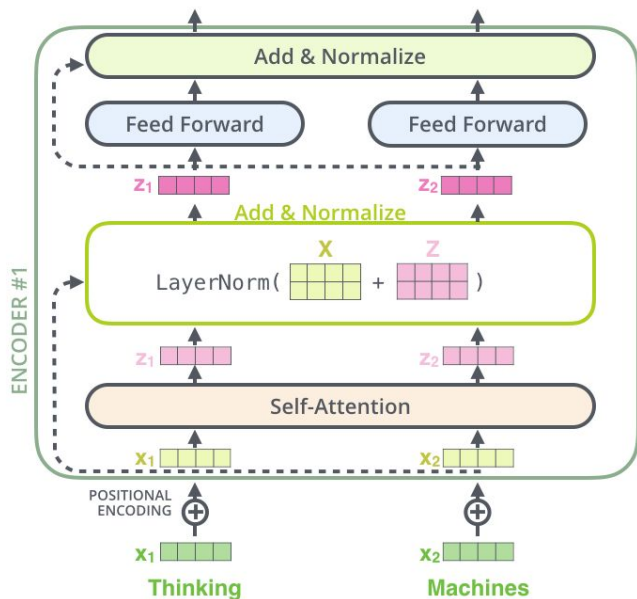 Add & Normalize
Feed Forward Feed Forward
z1 z2
Add & Normalize
X Z
LayerNorm( + )
ENCODER #1
z1 z2
Self-Attention
x1 x2
POSITIONAL
ENCODING
x1 x2
Thinking Machines